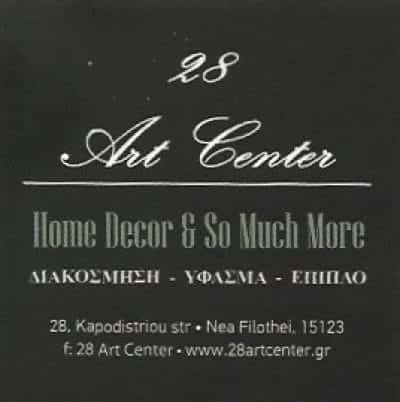 28
Art Center
Home Decor & So Much More
ΔΙΑΚΟΣΜΗΣΗ - ΥΦΑΣΜΑ - ΕΠΙΠΛΟ
28, Kapodistriou str • Nea Filothei, 15123
f: 28 Art Center • www.28artcenter.gr